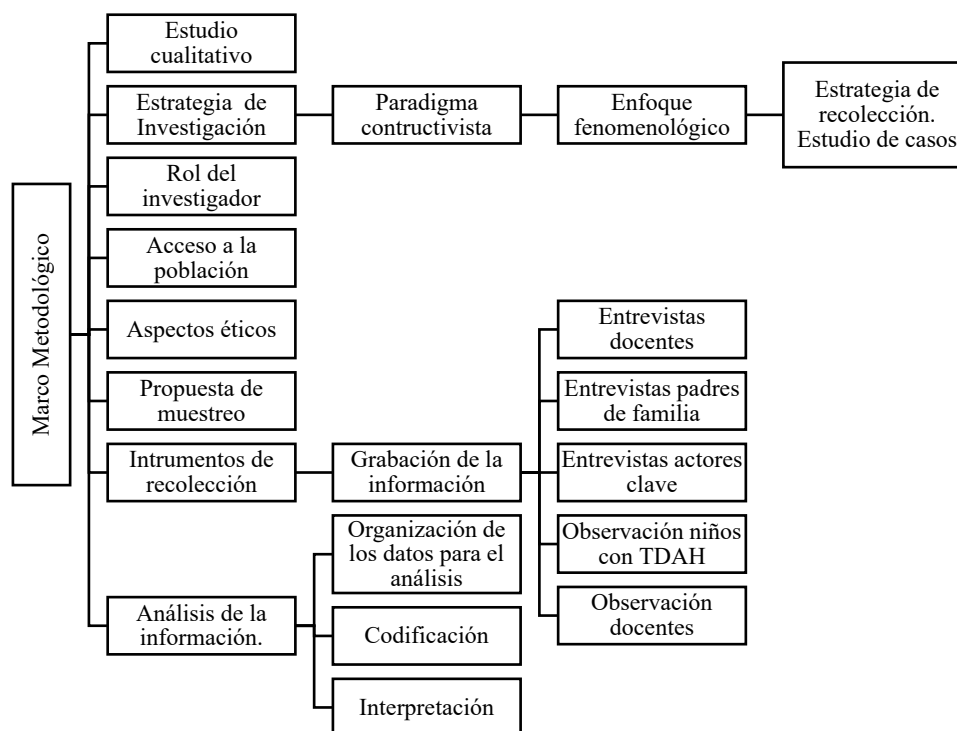 Marco Metodológico
Estudio
cualitativo
Estrategia de
Investigación
Paradigma
contructivista
Enfoque
fenomenológico
Estrategia de
recolección.
Estudio de casos
Rol del
investigador
Acceso a la
población
Aspectos éticos
Propuesta de
muestreo
Intrumentos de
recolección
Grabación de la
información
Entrevistas
docentes
Entrevistas padres
de familia
Entrevistas actores
clave
Observación niños
con TDAH
Observación
docentes
Análisis de la
información.
Organización de
los datos para el
análisis
Codificación
Interpretación